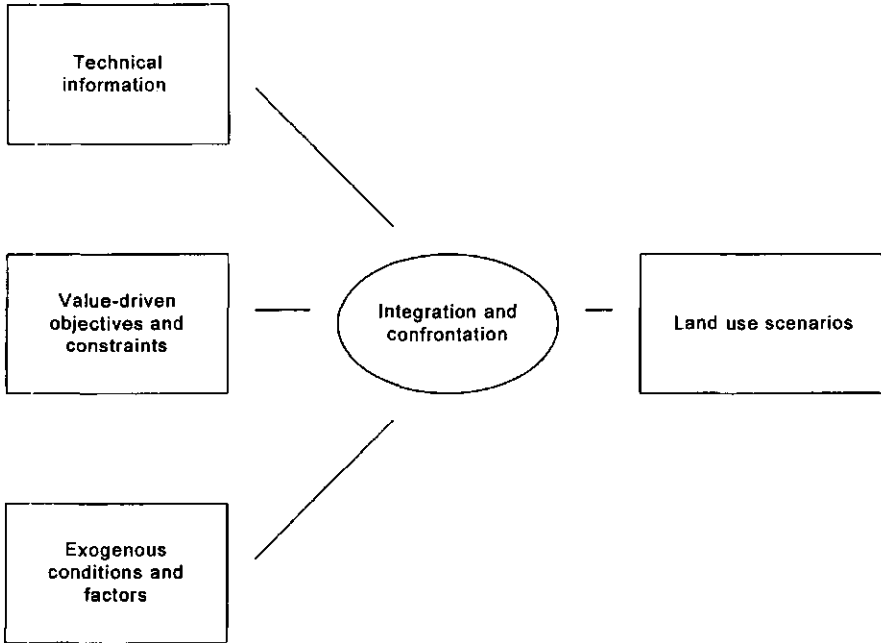 Technical
information
Value-driven
objectives and
constraints
Integration and
confrontation
Land use scenarios
Exogenous
conditions and
factors